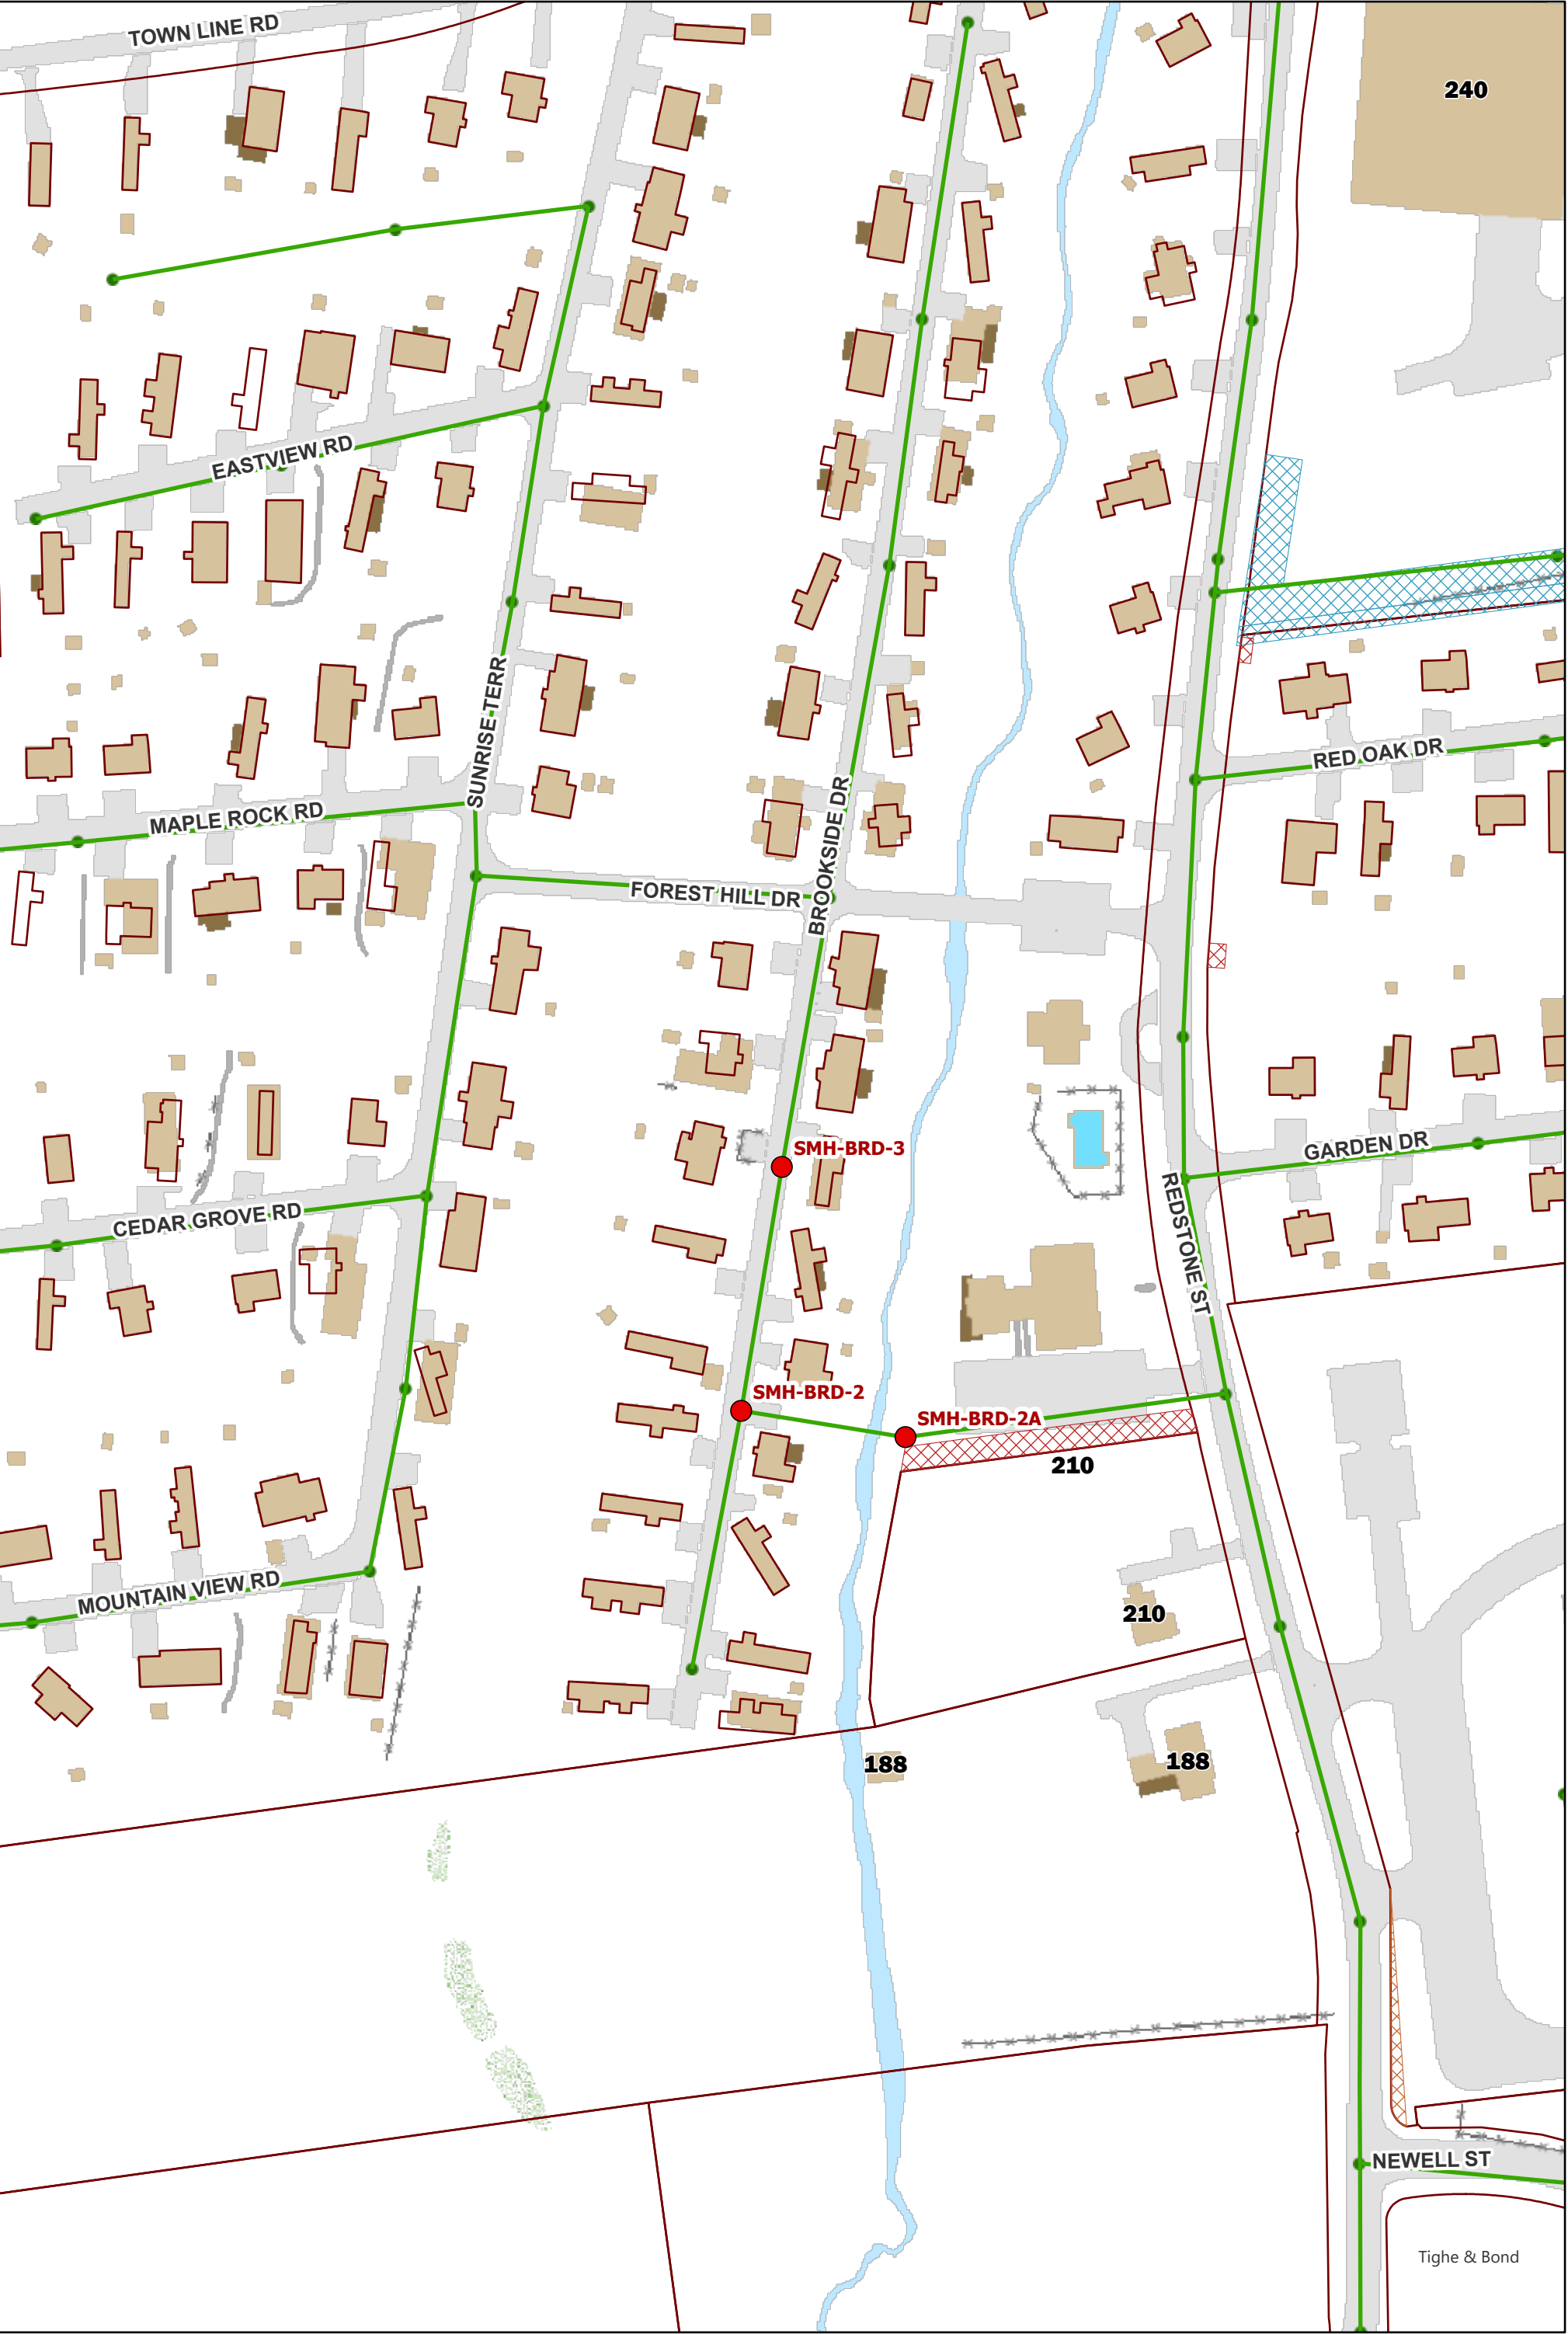 TOWN LINE RD
240
EASTVIEW RD
SUNRISE TERR
RED OAK DR
MAPLE ROCK RD
BROOKSIDE DR
FOREST HILL DR
SMH-BRD-3
GARDEN DR
CEDAR GROVE RD
REDSTONE ST
SMH-BRD-2
SMH-BRD-2A
210
MOUNTAIN VIEW RD
210
188
188
NEWELL ST
Tighe & Bond